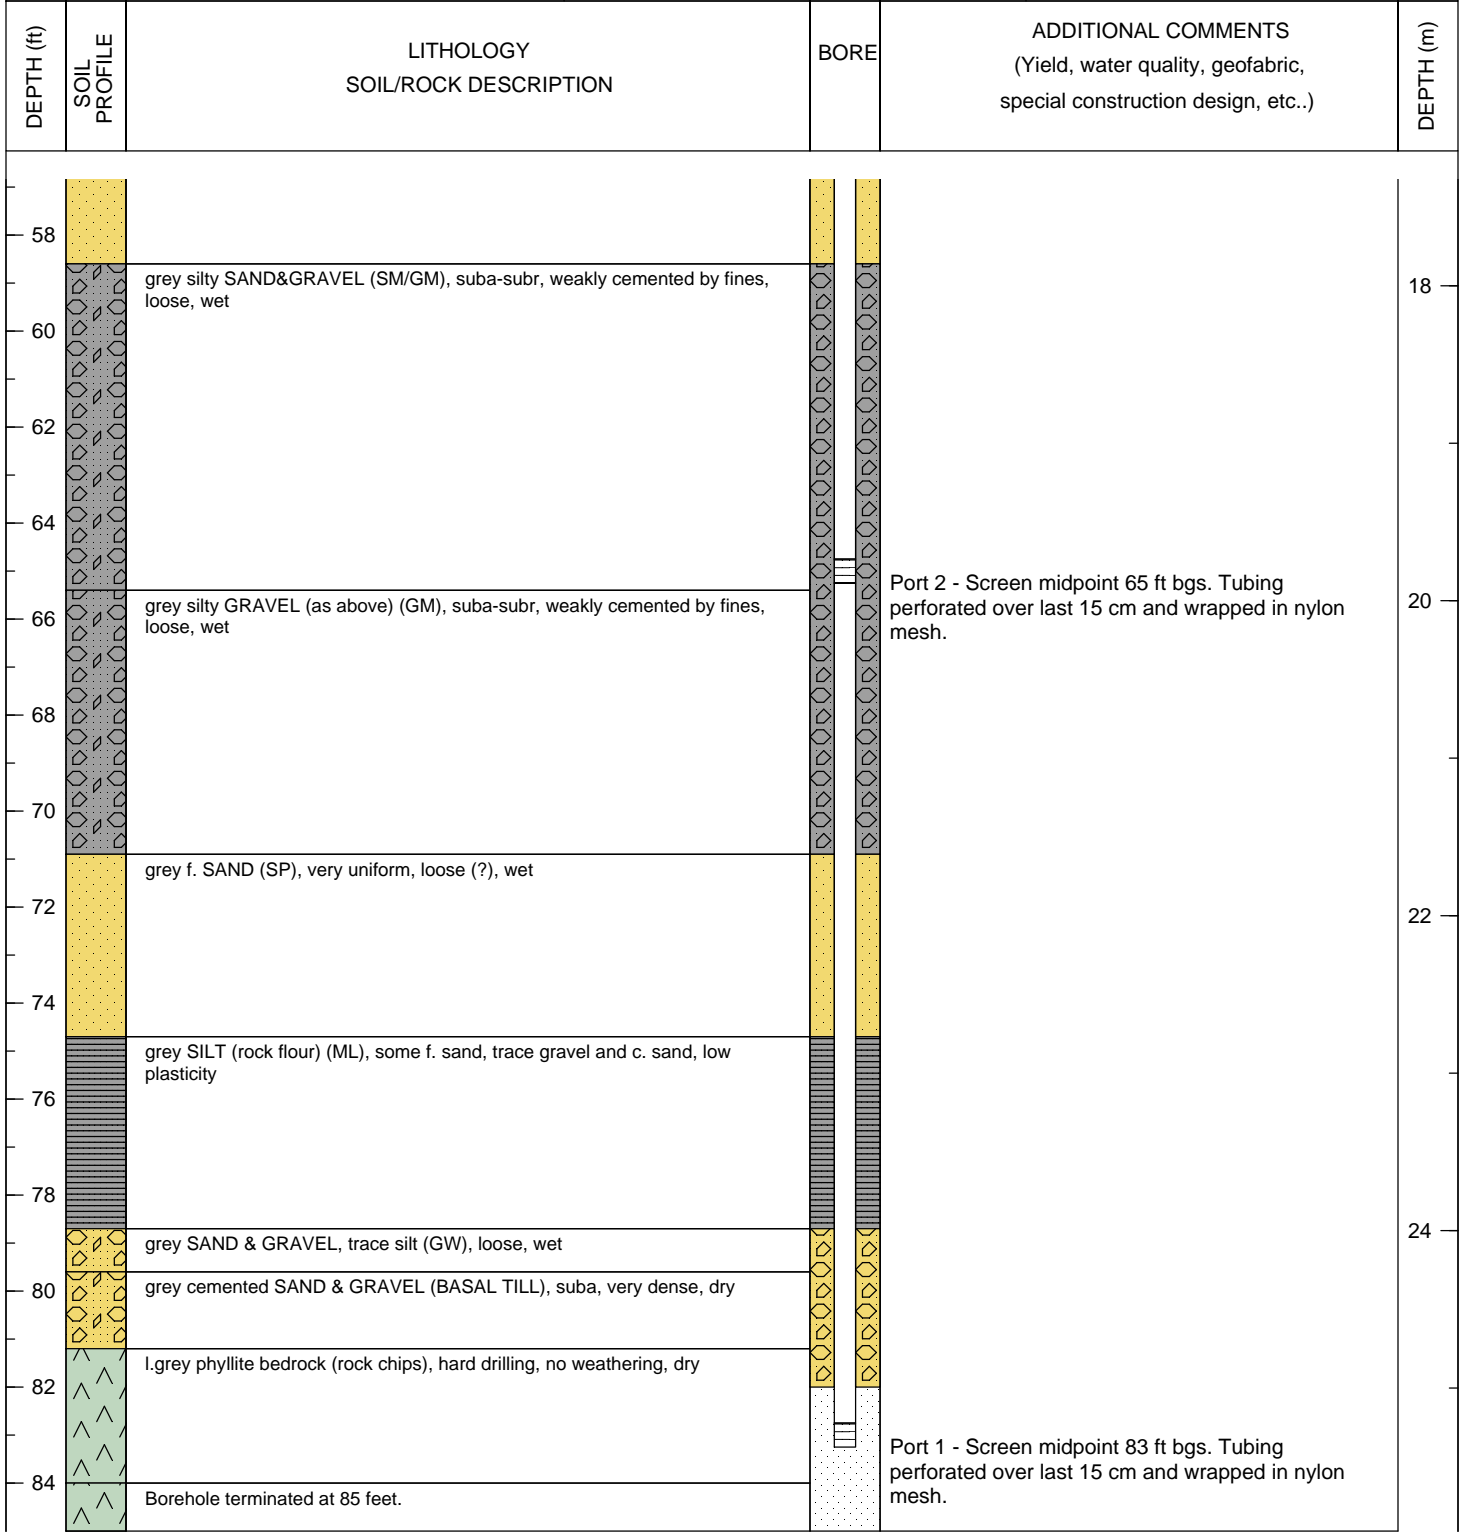 DEPTH (ft)
SOIL
PROFILE
LITHOLOGY
SOIL/ROCK DESCRIPTION
BORE
ADDITIONAL COMMENTS
(Yield, water quality, geofabric,
special construction design, etc..)
DEPTH (m)
58
grey silty SAND&GRAVEL (SM/GM), suba-subr, weakly cemented by fines,
loose, wet
18
60
62
64
Port 2 - Screen midpoint 65 ft bgs. Tubing
perforated over last 15 cm and wrapped in nylon
mesh.
20
grey silty GRAVEL (as above) (GM), suba-subr, weakly cemented by fines,
loose, wet
66
68
70
grey f. SAND (SP), very uniform, loose (?), wet
72
22
74
grey SILT (rock flour) (ML), some f. sand, trace gravel and c. sand, low
plasticity
76
78
grey SAND & GRAVEL, trace silt (GW), loose, wet
24
80
grey cemented SAND & GRAVEL (BASAL TILL), suba, very dense, dry
l.grey phyllite bedrock (rock chips), hard drilling, no weathering, dry
82
Port 1 - Screen midpoint 83 ft bgs. Tubing
perforated over last 15 cm and wrapped in nylon
mesh.
84
Borehole terminated at 85 feet.